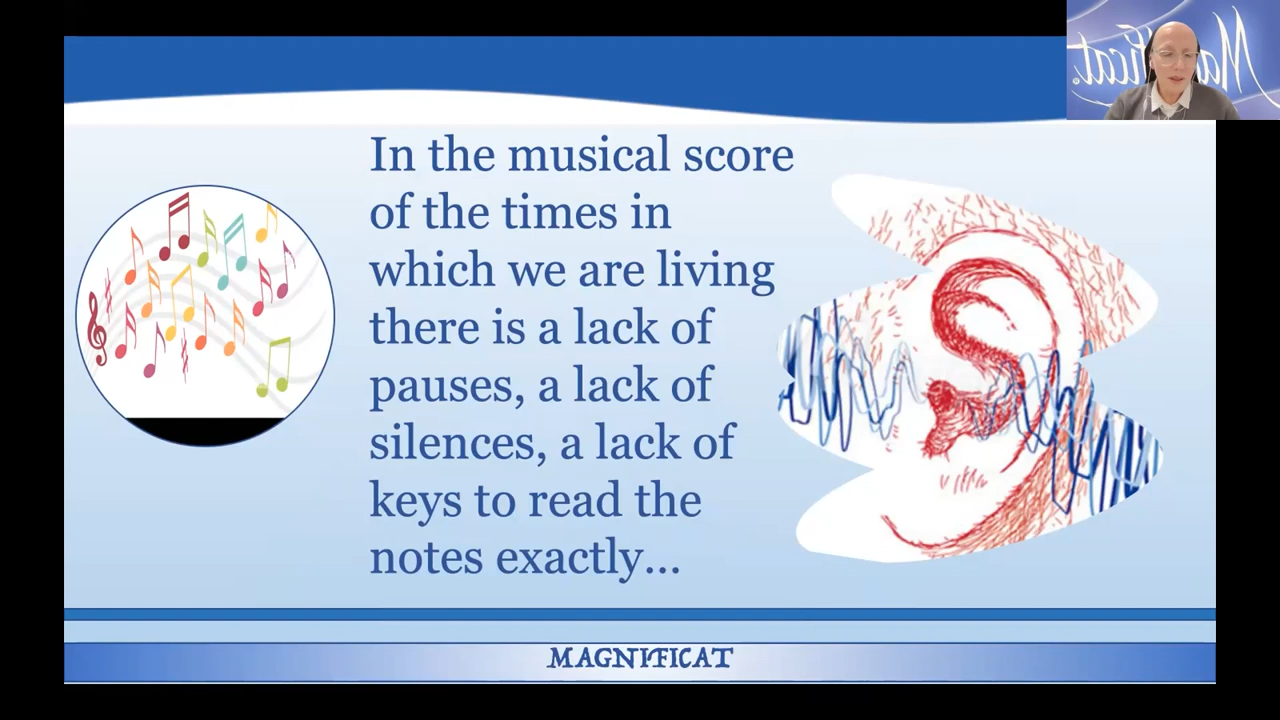 In the musical score
of the times in
which we are living
there is a lack of
pauses, a lack of
silences, a lack of
keys to read the
notes exactly...
MAGNIFICAT